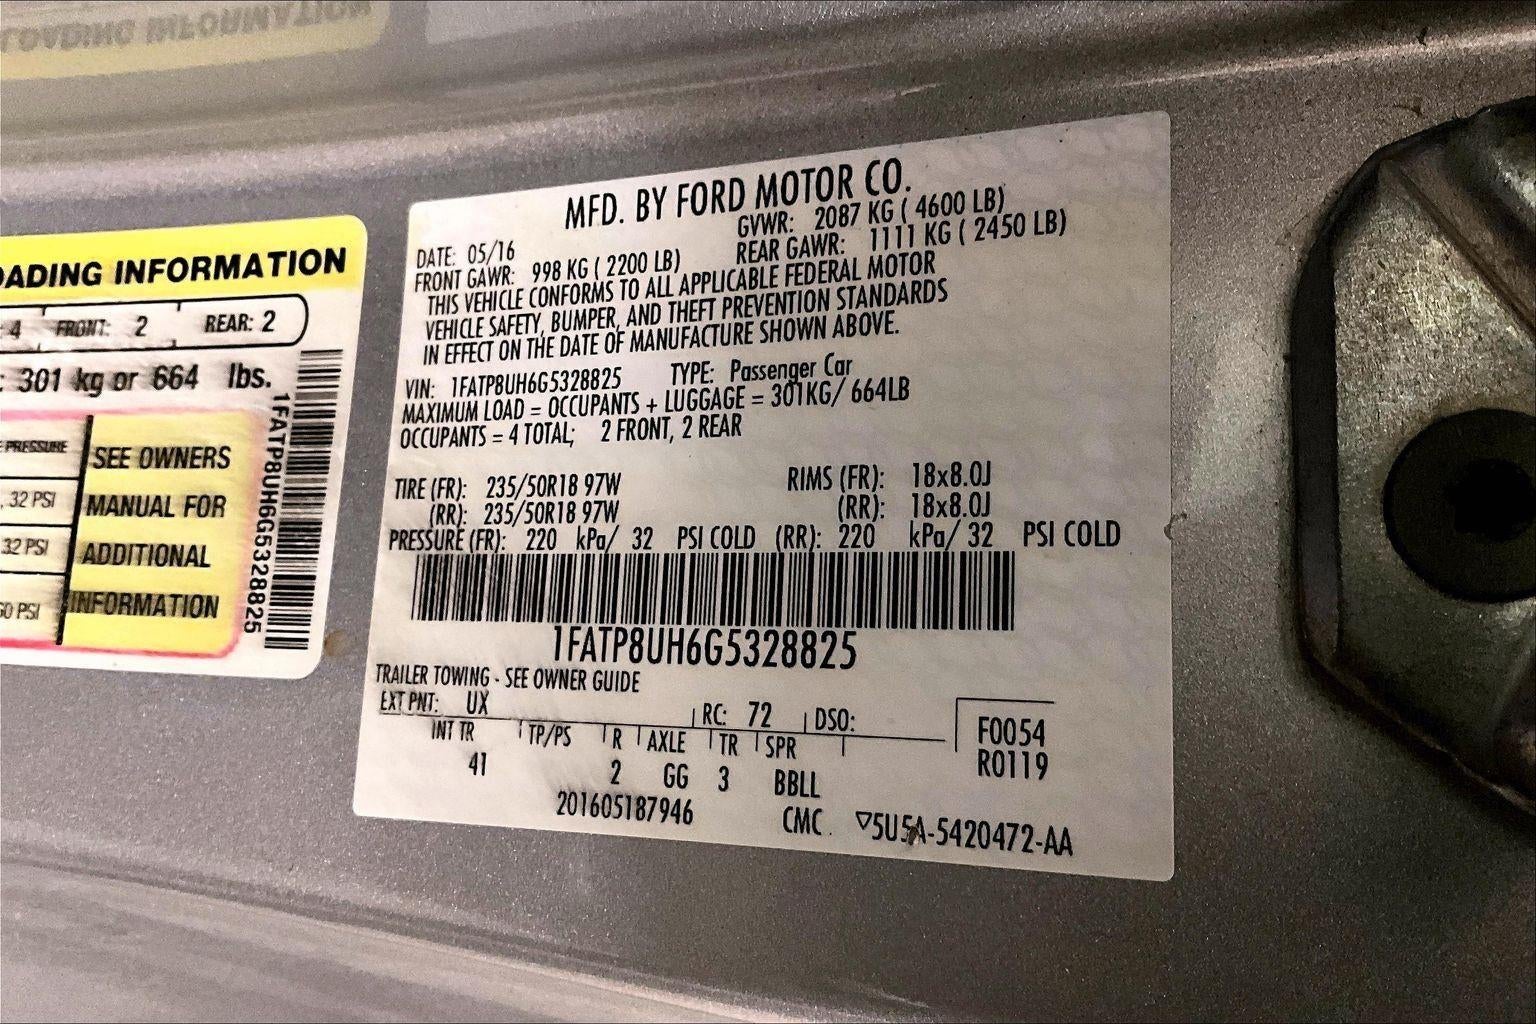 LOADING INFORMATION
4 FRONT: 2 REAR: 2
: 301 kg or 664 lbs.
PRESSURE
32 PSI
32 PSI
60 PSI
SEE OWNERS
MANUAL FOR
ADDITIONAL
INFORMATION
1FATP8UH6G5328825
MFD. BY FORD MOTOR CO.
DATE: 05/16 GVWR: 2087 KG ( 4600 LB)
FRONT GAWR: 998 KG ( 2200 LB) REAR GAWR: 1111 KG ( 2450 LB)
THIS VEHICLE CONFORMS TO ALL APPLICABLE FEDERAL MOTOR
VEHICLE SAFETY, BUMPER, AND THEFT PREVENTION STANDARDS
IN EFFECT ON THE DATE OF MANUFACTURE SHOWN ABOVE.
VIN: 1FATP8UH6G5328825 TYPE: Passenger Car
MAXIMUM LOAD = OCCUPANTS + LUGGAGE = 301KG/ 664LB
OCCUPANTS = 4 TOTAL; 2 FRONT, 2 REAR
TIRE (FR): 235/50R18 97W RIMS (FR): 18x8.0J
(RR): 235/50R18 97W (RR): 18x8.0J
PRESSURE (FR): 220 kPa/ 32 PSI COLD (RR): 220 kPa/ 32 PSI COLD
1FATP8UH6G5328825
TRAILER TOWING - SEE OWNER GUIDE
EXT PNT: UX RC: 72 DSO:
INT TR TP/PS R AXLE TR SPR
41 2 GG 3 BBLL
F0054
R0119
201605187946 CMC ▽5U5A-5420472-AA